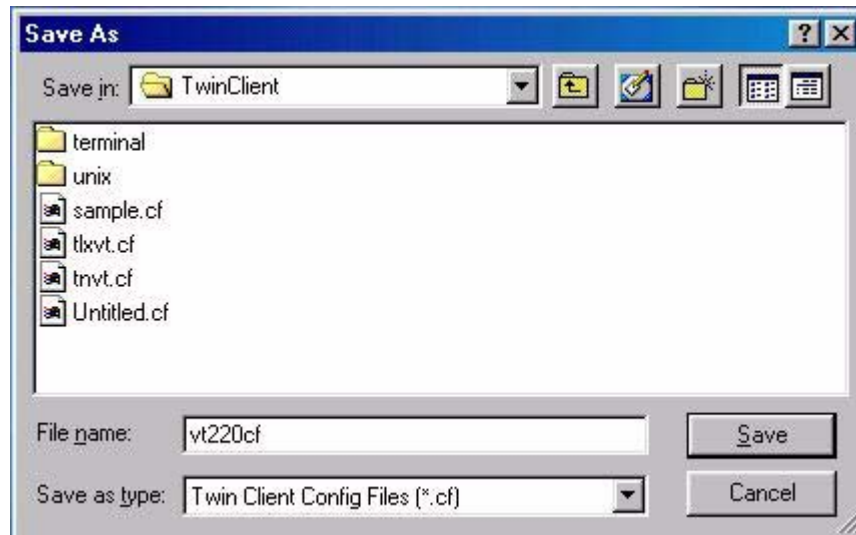 Save As
Save in: TwinClient
terminal
unix
sample.cf
tlxvt.cf
tnvt.cf
Untitled.cf
File name: vt220cf Save
Save as type: Twin Client Config Files (*.cf) Cancel